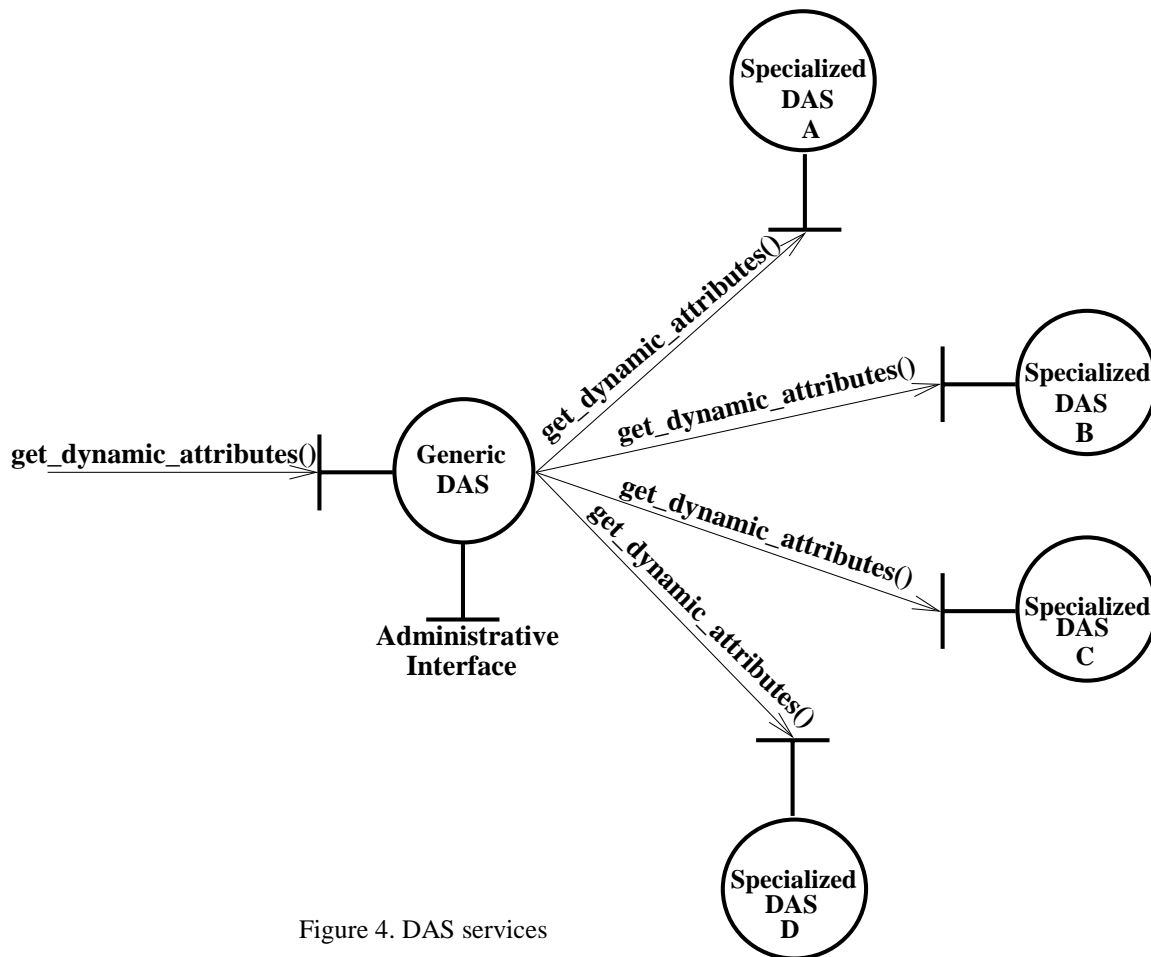 Specialized
DAS
A
get_dynamic_attributes()
get_dynamic_attributes()
Specialized
DAS
B
get_dynamic_attributes()
Generic
DAS
get_dynamic_attributes()
get_dynamic_attributes()
Specialized
DAS
C
Administrative
Interface
Specialized
DAS
D
Figure 4. DAS services